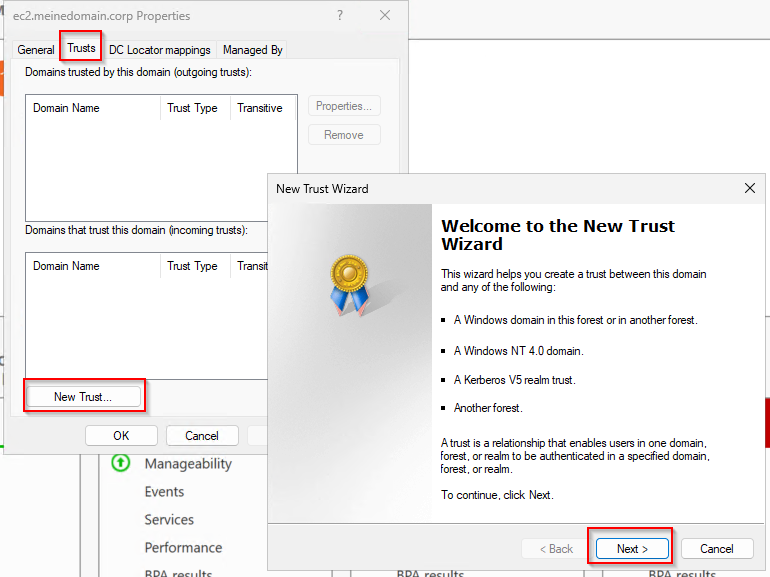 ec2.meinedomain.corp Properties
?
General Trusts DC Locator mappings Managed By
Domains trusted by this domain (outgoing trusts):
Domain Name Trust Type Transitive
Properties...
Remove
Domains that trust this domain (incoming trusts):
Domain Name Trust Type Transit
New Trust...
OK Cancel
New Trust Wizard
Welcome to the New Trust
Wizard
This wizard helps you create a trust between this domain
and any of the following:
A Windows domain in this forest or in another forest.
A Windows NT 4.0 domain.
A Kerberos V5 realm trust.
Another forest.
A trust is a relationship that enables users in one domain,
forest, or realm to be authenticated in a specified domain,
forest, or realm.
To continue, click Next.
< Back Next > Cancel
Manageability
Events
Services
Performance
BPA results
BPA results
BPA results